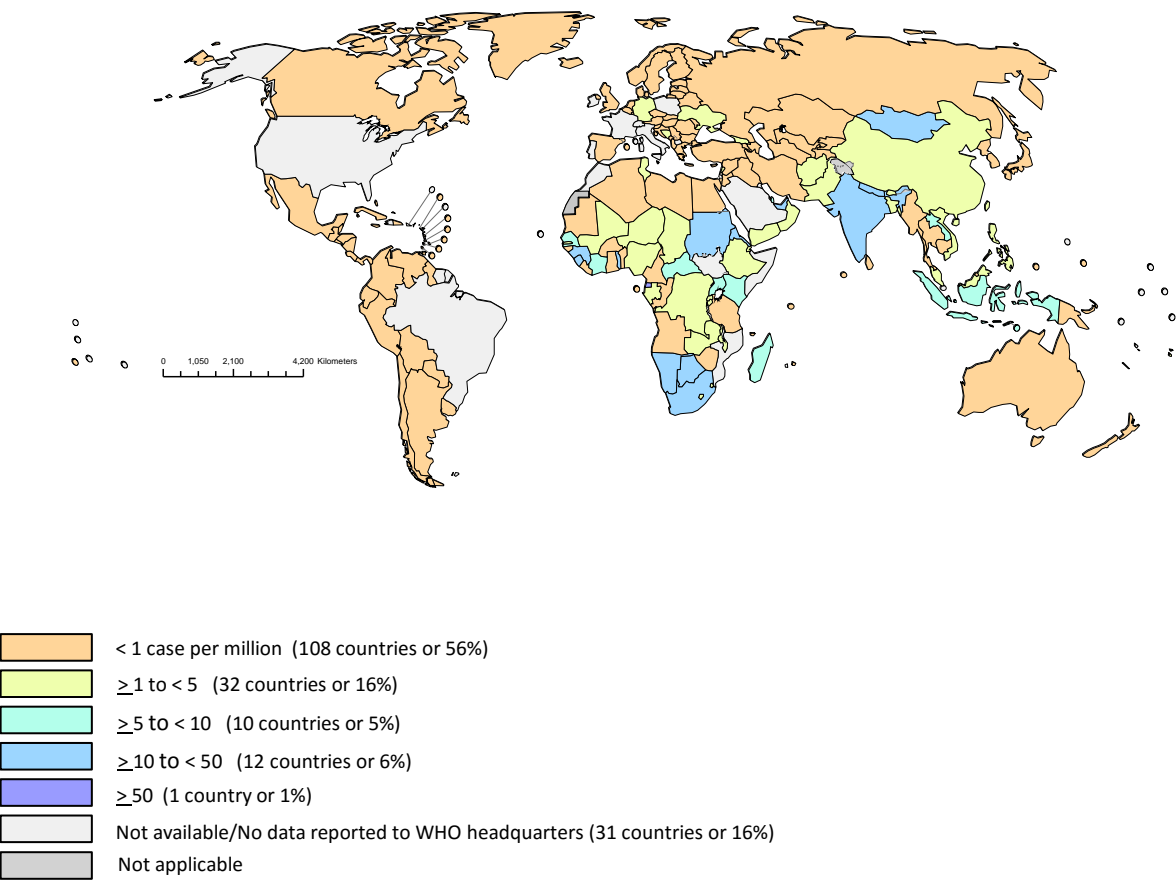 0 1,050 2,100 4,200 Kilometers
< 1 case per million (108 countries or 56%)
>1 to < 5 (32 countries or 16%)
>5 to < 10 (10 countries or 5%)
>10 to < 50 (12 countries or 6%)
>50 (1 country or 1%)
Not available/No data reported to WHO headquarters (31 countries or 16%)
Not applicable